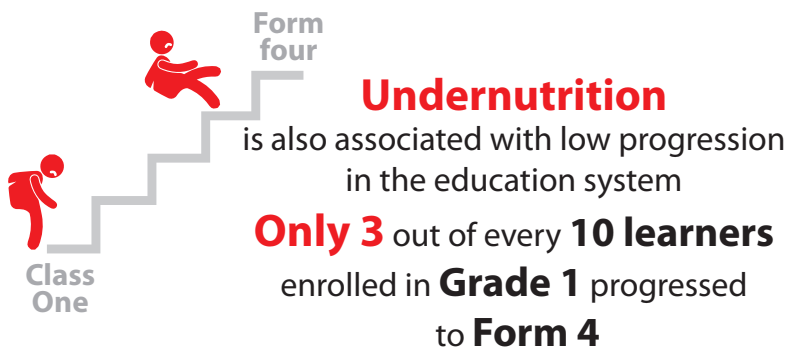 Form
four
Undernutrition
is also associated with low progression
in the education system
Only 3 out of every 10 learners
enrolled in Grade 1 progressed
to Form 4
Class
One